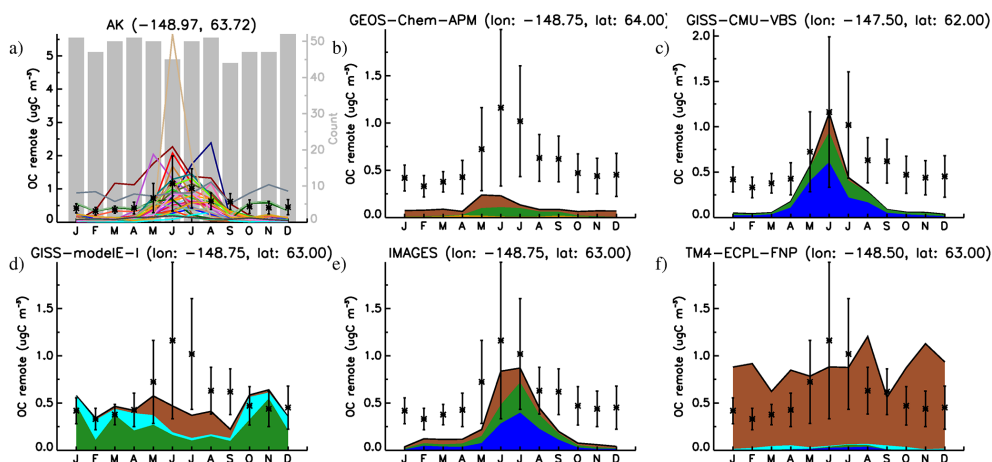 a)
AK (-148.97, 63.72)
OC remote (ugC m⁻³)
5
4
3
2
1
0
50
40
30
20
10
0
Count
J F M A M J J A S O N D
b)
GEOS-Chem-APM (lon: -148.75, lat: 64.00)
OC remote (ugC m⁻³)
1.5
1.0
0.5
0.0
J F M A M J J A S O N D
c)
GISS-CMU-VBS (lon: -147.50, lat: 62.00)
OC remote (ugC m⁻³)
2.0
1.5
1.0
0.5
0.0
J F M A M J J A S O N D
d)
GISS-modelE-I (lon: -148.75, lat: 63.00)
OC remote (ugC m⁻³)
1.5
1.0
0.5
0.0
J F M A M J J A S O N D
e)
IMAGES (lon: -148.75, lat: 63.00)
OC remote (ugC m⁻³)
1.5
1.0
0.5
0.0
J F M A M J J A S O N D
f)
TM4-ECPL-FNP (lon: -148.50, lat: 63.00)
OC remote (ugC m⁻³)
1.5
1.0
0.5
0.0
J F M A M J J A S O N D